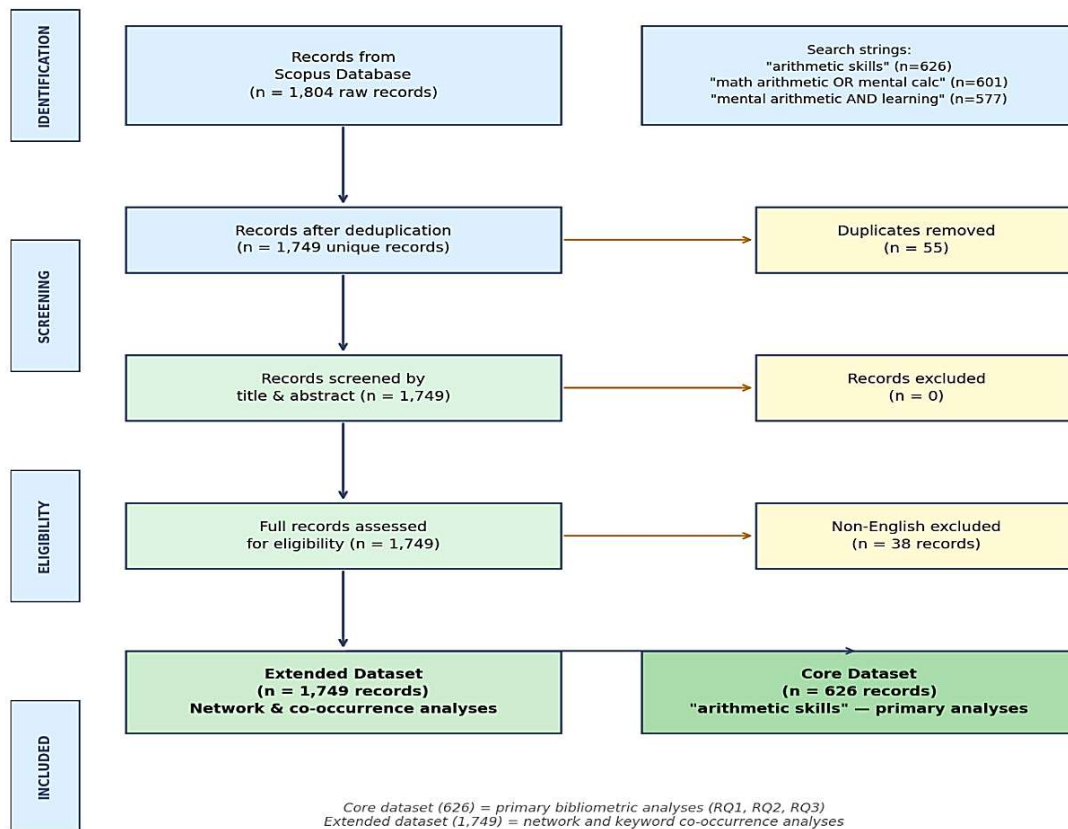 IDENTIFICATION
Records from
Scopus Database
(n = 1,804 raw records)
Search strings:
"arithmetic skills" (n=626)
"math arithmetic OR mental calc" (n=601)
"mental arithmetic AND learning" (n=577)
SCREENING
Records after deduplication
(n = 1,749 unique records)
Duplicates removed
(n = 55)
Records screened by
title & abstract (n = 1,749)
Records excluded
(n = 0)
ELIGIBILITY
Full records assessed
for eligibility (n = 1,749)
Non-English excluded
(n = 38 records)
INCLUDED
Extended Dataset
(n = 1,749 records)
Network & co-occurrence analyses
Core Dataset
(n = 626 records)
"arithmetic skills" — primary analyses
Core dataset (626) = primary bibliometric analyses (RQ1, RQ2, RQ3)
Extended dataset (1,749) = network and keyword co-occurrence analyses